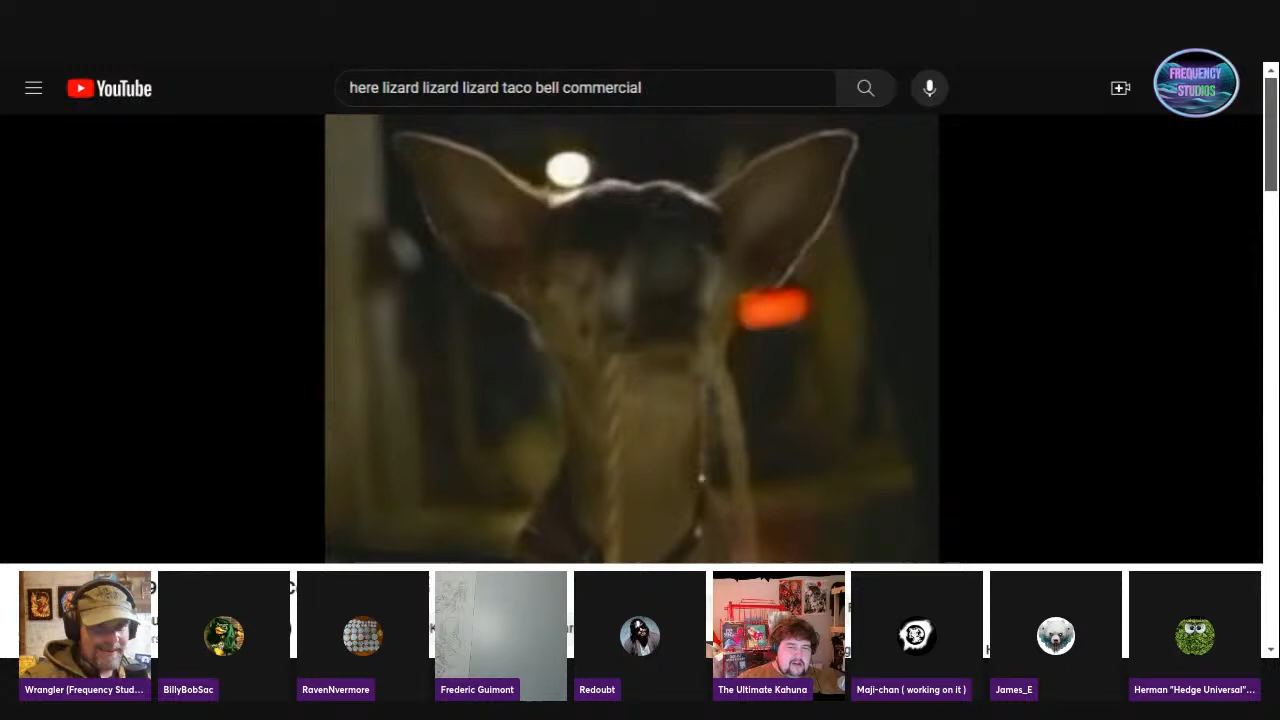 YouTube
here lizard lizard lizard taco bell commercial
FREQUENCY
STUDIOS
Wrangler (Frequency Stud...
BillyBobSac
RavenNvermore
Frederic Guimont
Redoubt
The Ultimate Kahuna
Maji-chan ( working on it )
James_E
Herman "Hedge Universal"...